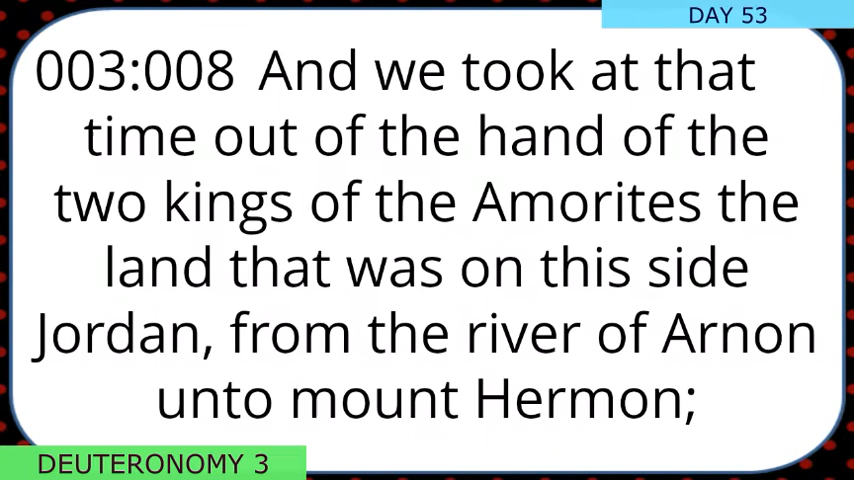 DAY 53
003:008 And we took at that
time out of the hand of the
two kings of the Amorites the
land that was on this side
Jordan, from the river of Arnon
unto mount Hermon;
DEUTERONOMY 3